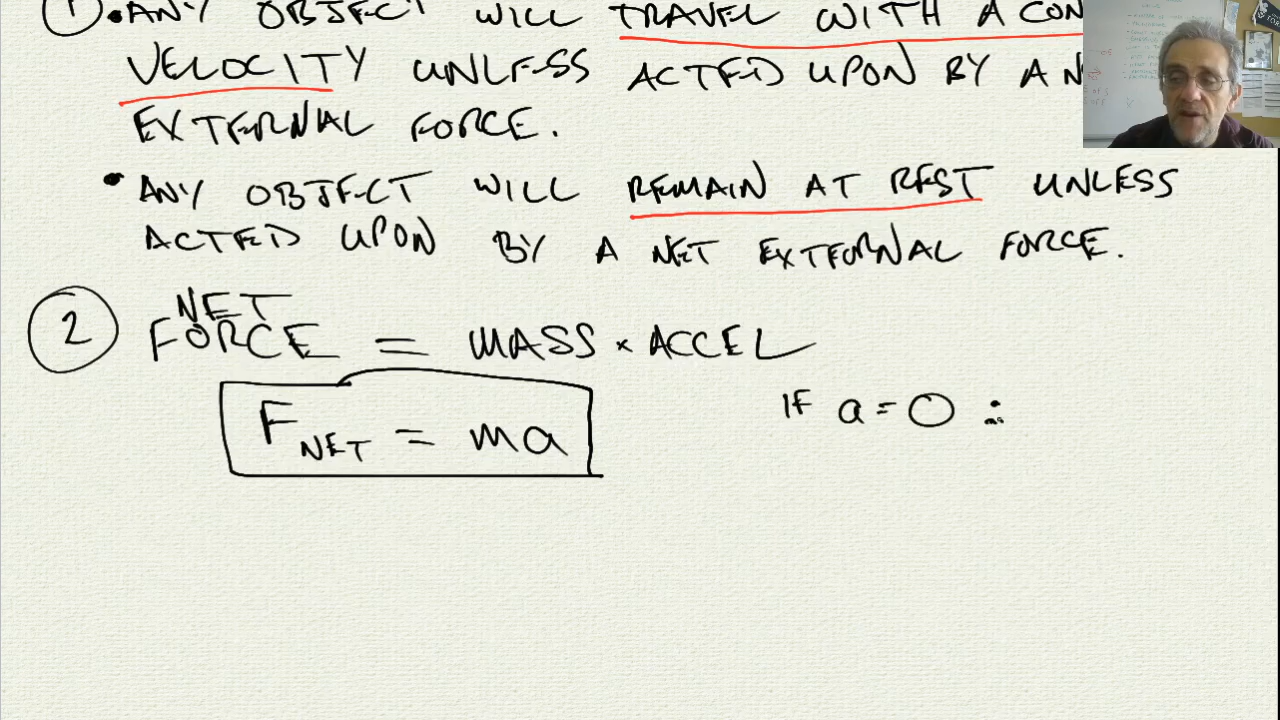 1 • ANY OBJECT WILL TRAVEL WITH A CON
VELOCITY UNLESS ACTED UPON BY A N
EXTERNAL FORCE.
• ANY OBJECT WILL REMAIN AT REST UNLESS
ACTED UPON BY A NET EXTERNAL FORCE.
2 NET
FORCE = MASS × ACCEL
IF a = 0 ∴
F NET = ma